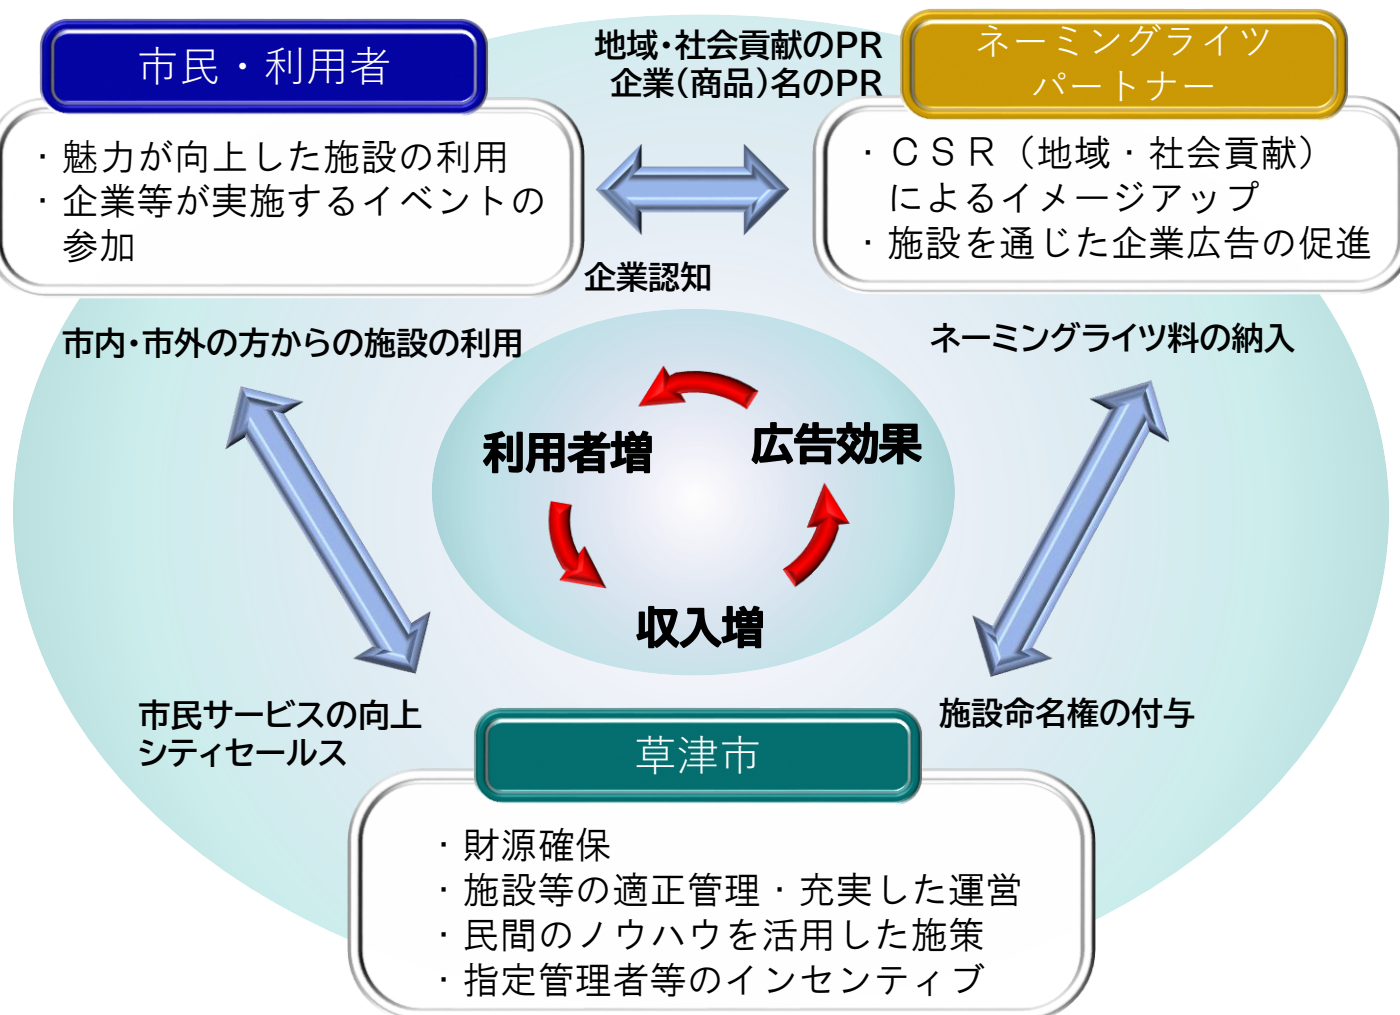 市民・利用者
・魅力が向上した施設の利用
・企業等が実施するイベントの
参加
地域・社会貢献のPR
企業(商品)名のPR
企業認知
ネーミングライツ
パートナー
・ＣＳＲ（地域・社会貢献）
によるイメージアップ
・施設を通じた企業広告の促進
市内・市外の方からの施設の利用
ネーミングライツ料の納入
利用者増
広告効果
収入増
市民サービスの向上
シティセールス
施設命名権の付与
草津市
・財源確保
・施設等の適正管理・充実した運営
・民間のノウハウを活用した施策
・指定管理者等のインセンティブ